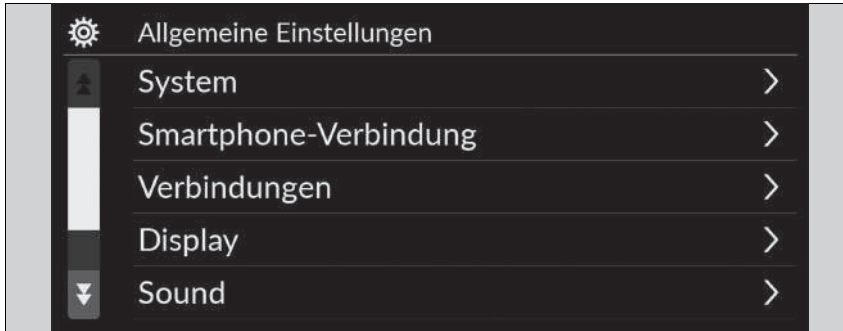 Allgemeine Einstellungen
System
Smartphone-Verbindung
Verbindungen
Display
Sound